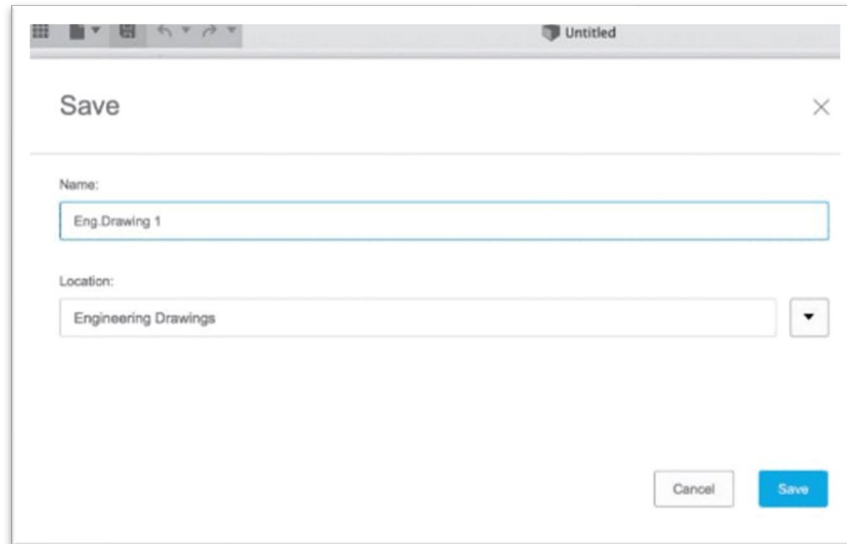 Untitled
Save
Name:
Eng.Drawing 1
Location:
Engineering Drawings
Cancel
Save